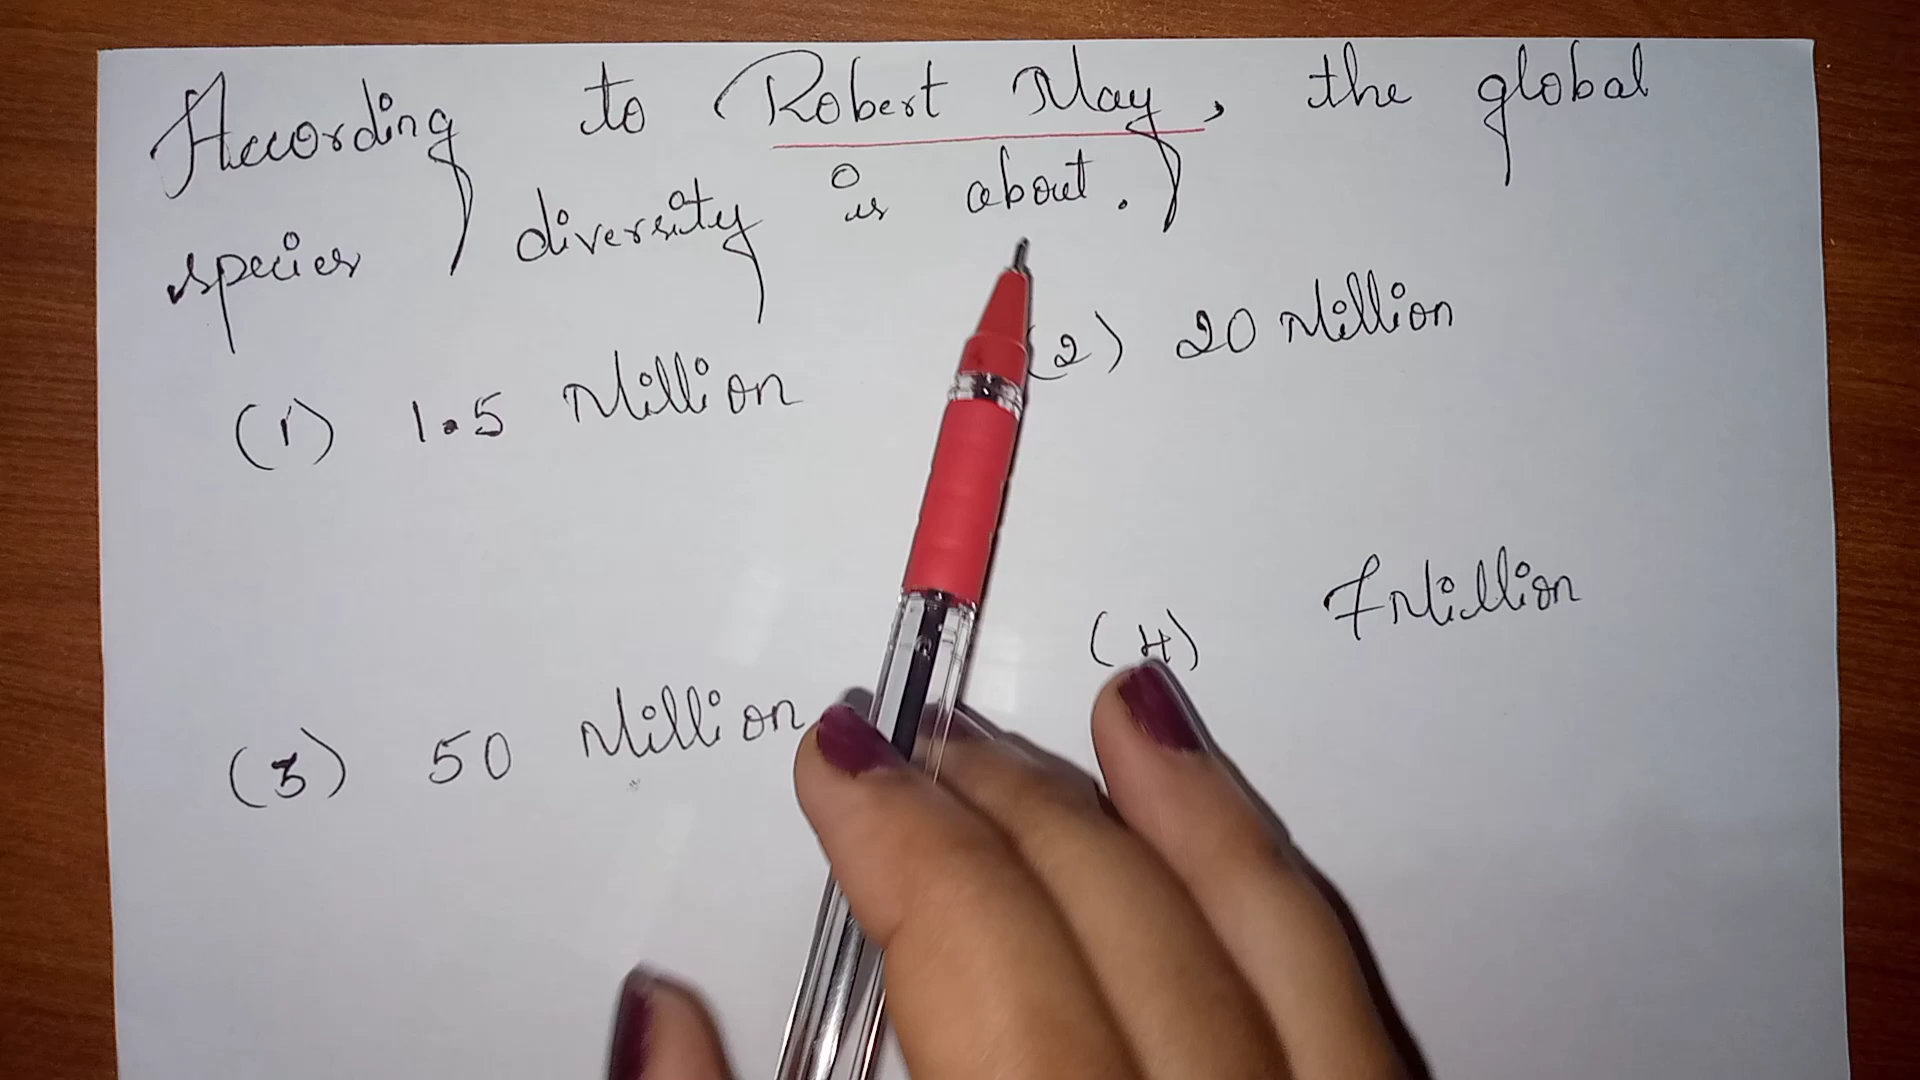 According to Robert May, the global
species diversity is about.
(1) 1.5 Million
(2) 20 Million
(3) 50 Million
(4) 7 Million